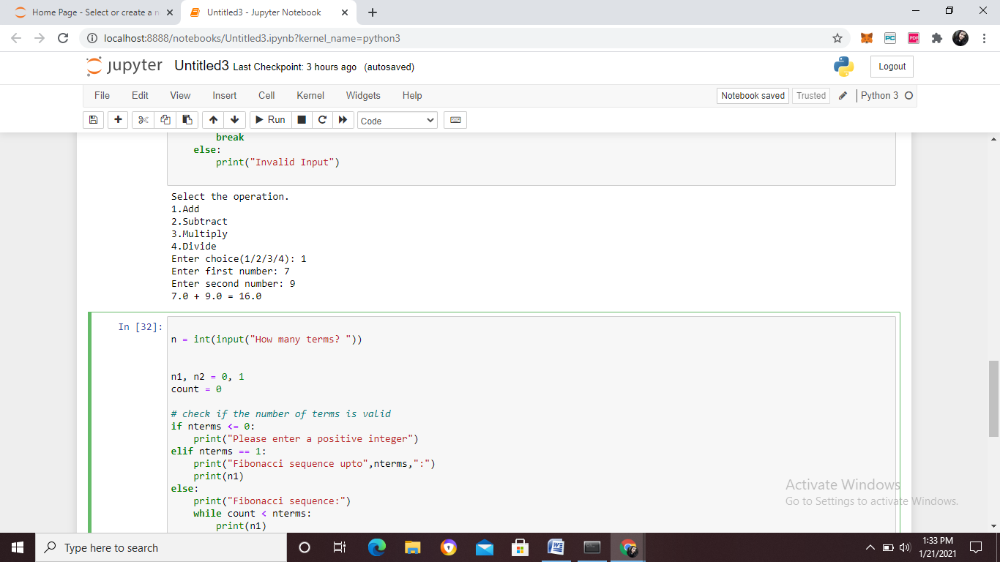 Home Page - Select or create a n
Untitled3 - Jupyter Notebook
localhost:8888/notebooks/Untitled3.ipynb?kernel_name=python3
PC
PDF
jupyter Untitled3 Last Checkpoint: 3 hours ago (autosaved)
Logout
File Edit View Insert Cell Kernel Widgets Help
Notebook saved Trusted Python 3
Run Code
break
else:
print("Invalid Input")
Select the operation.
1.Add
2.Subtract
3.Multiply
4.Divide
Enter choice(1/2/3/4): 1
Enter first number: 7
Enter second number: 9
7.0 + 9.0 = 16.0
In [32]:
n = int(input("How many terms? "))
n1, n2 = 0, 1
count = 0
# check if the number of terms is valid
if nterms <= 0:
print("Please enter a positive integer")
elif nterms == 1:
print("Fibonacci sequence upto",nterms,":")
print(n1)
else:
print("Fibonacci sequence:")
while count < nterms:
print(n1)
Activate Windows
Go to Settings to activate Windows.
Type here to search
1:33 PM
1/21/2021